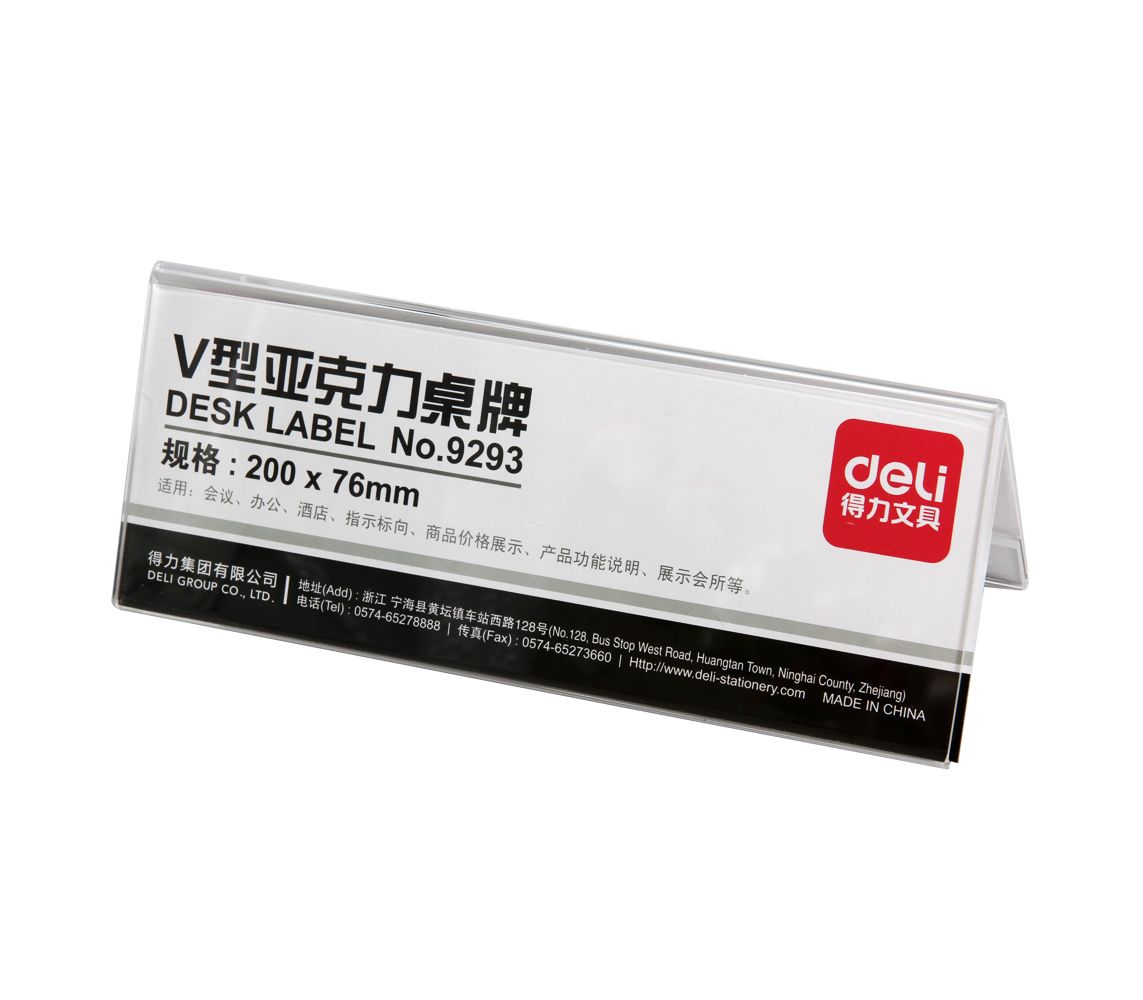 V型亚克力桌牌
DESK LABEL No.9293
规格：200 x 76mm
适用：会议、办公、酒店、指示标向、商品价格展示、产品功能说明、展示会所等。
deli
得力文具
得力集团有限公司
DELI GROUP CO., LTD.
地址(Add)：浙江 宁海县黄坛镇车站西路128号(No.128, Bus Stop West Road, Huangtan Town, Ninghai County, Zhejiang)
电话(Tel)：0574-65278888 | 传真(Fax)：0574-65273660 | Http://www.deli-stationery.com MADE IN CHINA